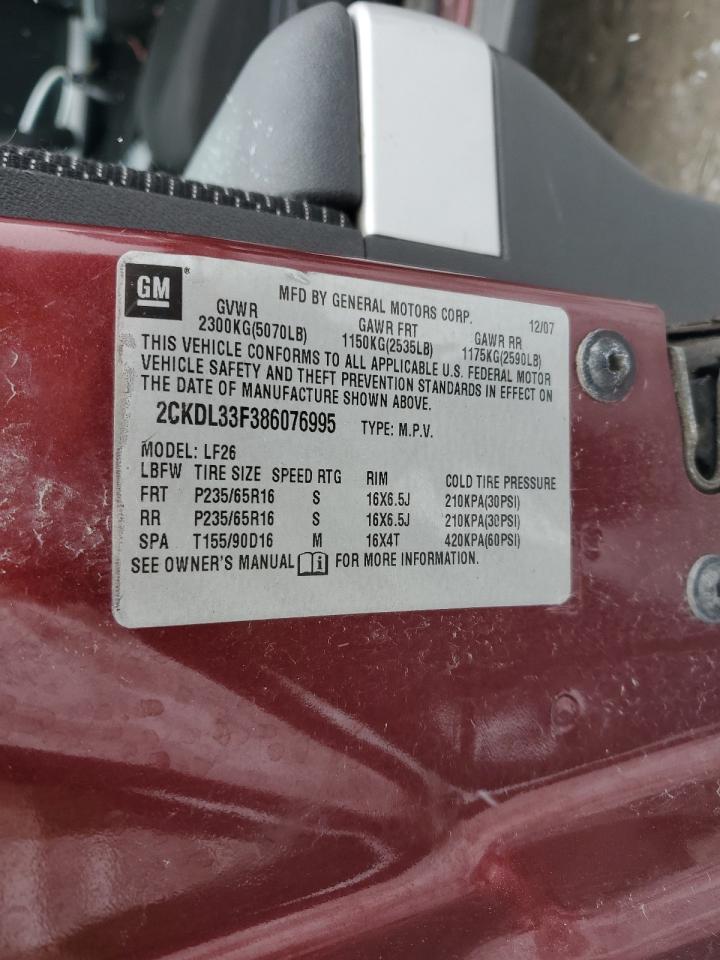 GM®
MFD BY GENERAL MOTORS CORP. 12/07
GVWR GAWR FRT GAWR RR
2300KG(5070LB) 1150KG(2535LB) 1175KG(2590LB)
THIS VEHICLE CONFORMS TO ALL APPLICABLE U.S. FEDERAL MOTOR
VEHICLE SAFETY AND THEFT PREVENTION STANDARDS IN EFFECT ON
THE DATE OF MANUFACTURE SHOWN ABOVE.
2CKDL33F386076995 TYPE: M.P.V.
MODEL: LF26
LBFW TIRE SIZE SPEED RTG RIM COLD TIRE PRESSURE
FRT P235/65R16 S 16X6.5J 210KPA(30PSI)
RR P235/65R16 S 16X6.5J 210KPA(30PSI)
SPA T155/90D16 M 16X4T 420KPA(60PSI)
SEE OWNER'S MANUAL i FOR MORE INFORMATION.